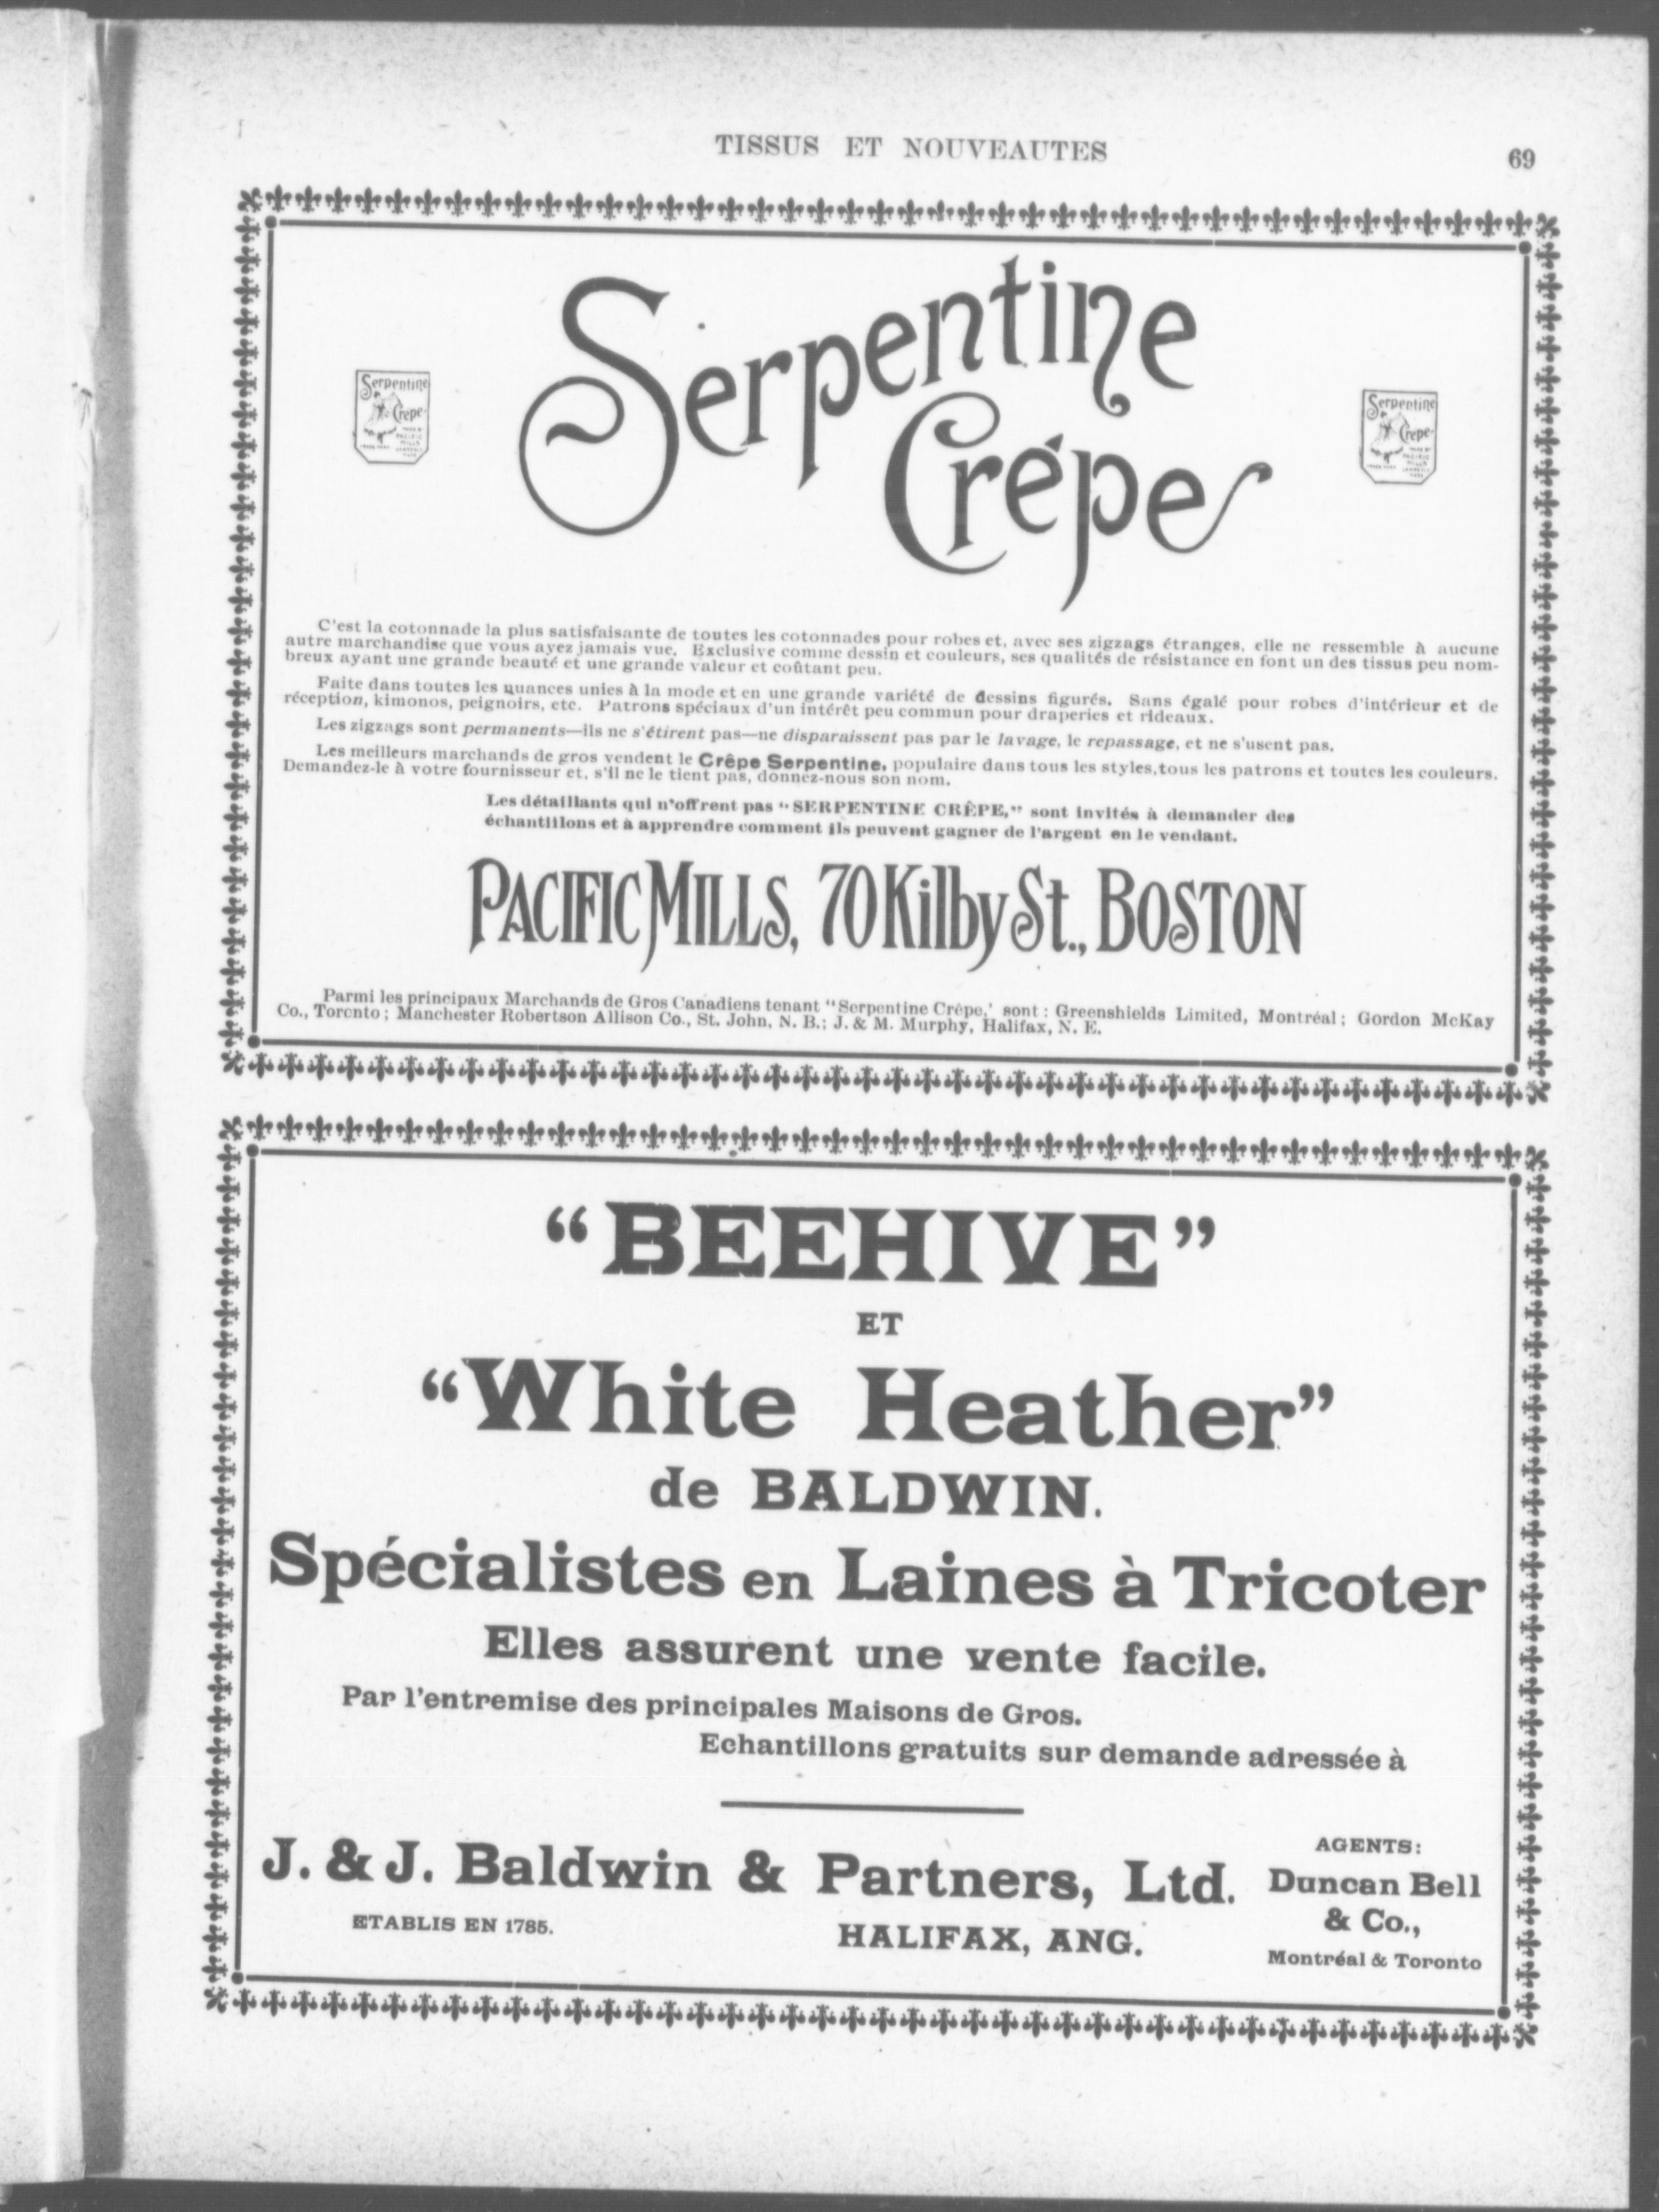 TISSUS ET NOUVEAUTES
69
Serpentine
Crêpe
Serpentine
Crepe
MADE BY
PACIFIC
MILLS
Serpentine
Crepe
MADE BY
PACIFIC
MILLS
C'est la cotonnade la plus satisfaisante de toutes les cotonnades pour robes et, avec ses zigzags étranges, elle ne ressemble à aucune
autre marchandise que vous ayez jamais vue. Exclusive comme dessin et couleurs, ses qualités de résistance en font un des tissus peu nom-
breux ayant une grande beauté et une grande valeur et coûtant peu.
Faite dans toutes les nuances unies à la mode et en une grande variété de dessins figurés. Sans égalé pour robes d'intérieur et de
réception, kimonos, peignoirs, etc. Patrons spéciaux d'un intérêt peu commun pour draperies et rideaux.
Les zigzags sont permanents—ils ne s'étirent pas—ne disparaissent pas par le lavage, le repassage, et ne s'usent pas.
Les meilleurs marchands de gros vendent le Crêpe Serpentine, populaire dans tous les styles, tous les patrons et toutes les couleurs.
Demandez-le à votre fournisseur et, s'il ne le tient pas, donnez-nous son nom.
Les détaillants qui n'offrent pas "SERPENTINE CRÊPE," sont invités à demander des
échantillons et à apprendre comment ils peuvent gagner de l'argent en le vendant.
PACIFIC MILLS, 70 Kilby St., BOSTON
Parmi les principaux Marchands de Gros Canadiens tenant "Serpentine Crêpe,' sont : Greenshields Limited, Montréal ; Gordon McKay
Co., Toronto ; Manchester Robertson Allison Co., St. John, N. B.; J. & M. Murphy, Halifax, N. E.
"BEEHIVE"
ET
"White Heather"
de BALDWIN.
Spécialistes en Laines à Tricoter
Elles assurent une vente facile.
Par l'entremise des principales Maisons de Gros.
Echantillons gratuits sur demande adressée à
J. & J. Baldwin & Partners, Ltd.
ETABLIS EN 1785.
HALIFAX, ANG.
AGENTS:
Duncan Bell
& Co.,
Montréal & Toronto